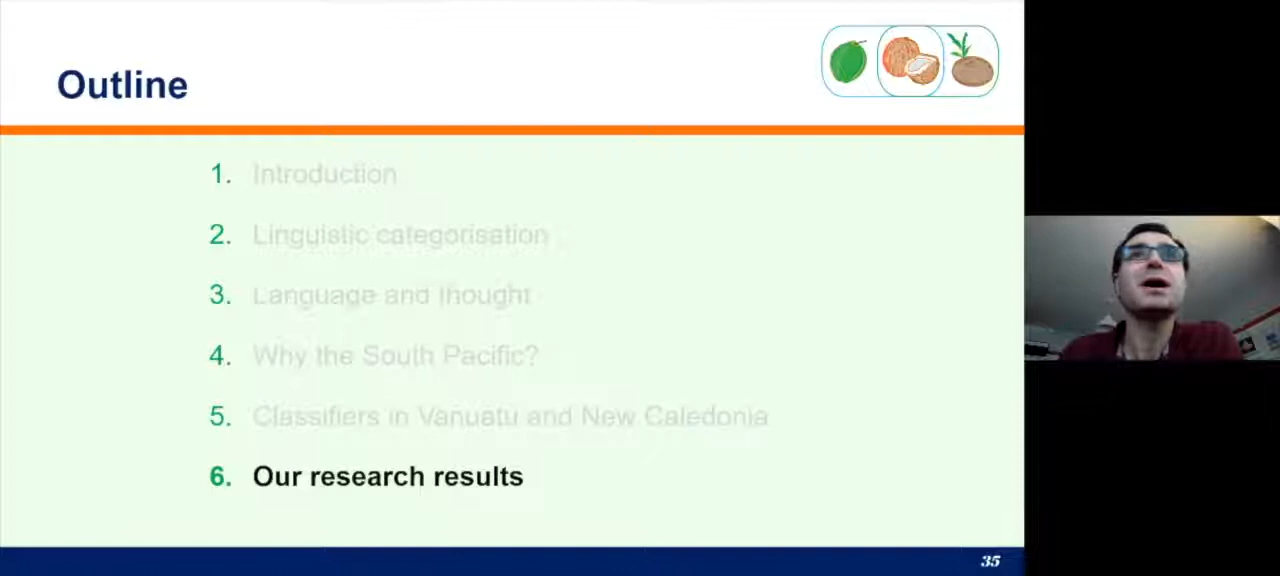 Outline
1. Introduction
2. Linguistic categorisation
3. Language and thought
4. Why the South Pacific?
5. Classifiers in Vanuatu and New Caledonia
6. Our research results
35